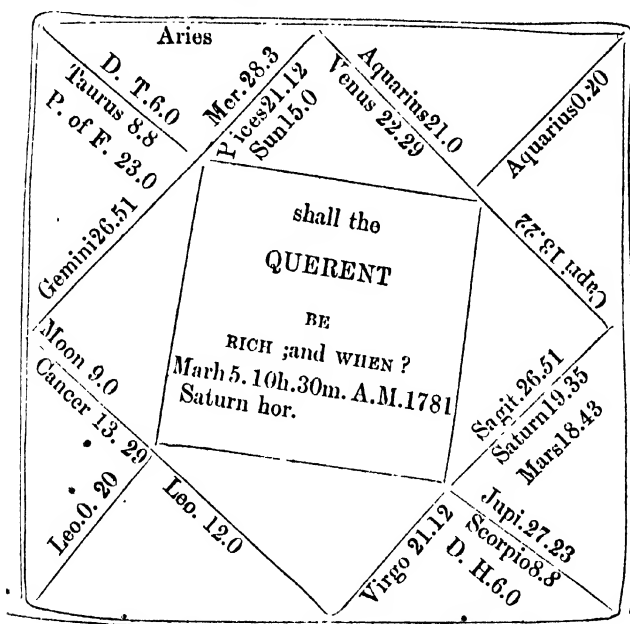 Aries
D. T.6.0
Taurus 8.8
P. of F. 23.0
Mer. 28.3
Pices21.12
Sun15.0
Aquarius21.0
Venus 22.29
Aquarius0.20
Gemini26.51
Capri 13.22
shall the
QUERENT
BE
RICH ;and WHEN ?
Marh 5. 10h.30m. A.M.1781
Saturn hor.
Moon 9.0
Cancer 13. 29
Leo.0. 20
Leo. 12.0
Virgo 21.12
Sagit.26.51
Saturn19.35
Mars18.43
Jupi.27.23
Scorpio8.8
D. H.6.0